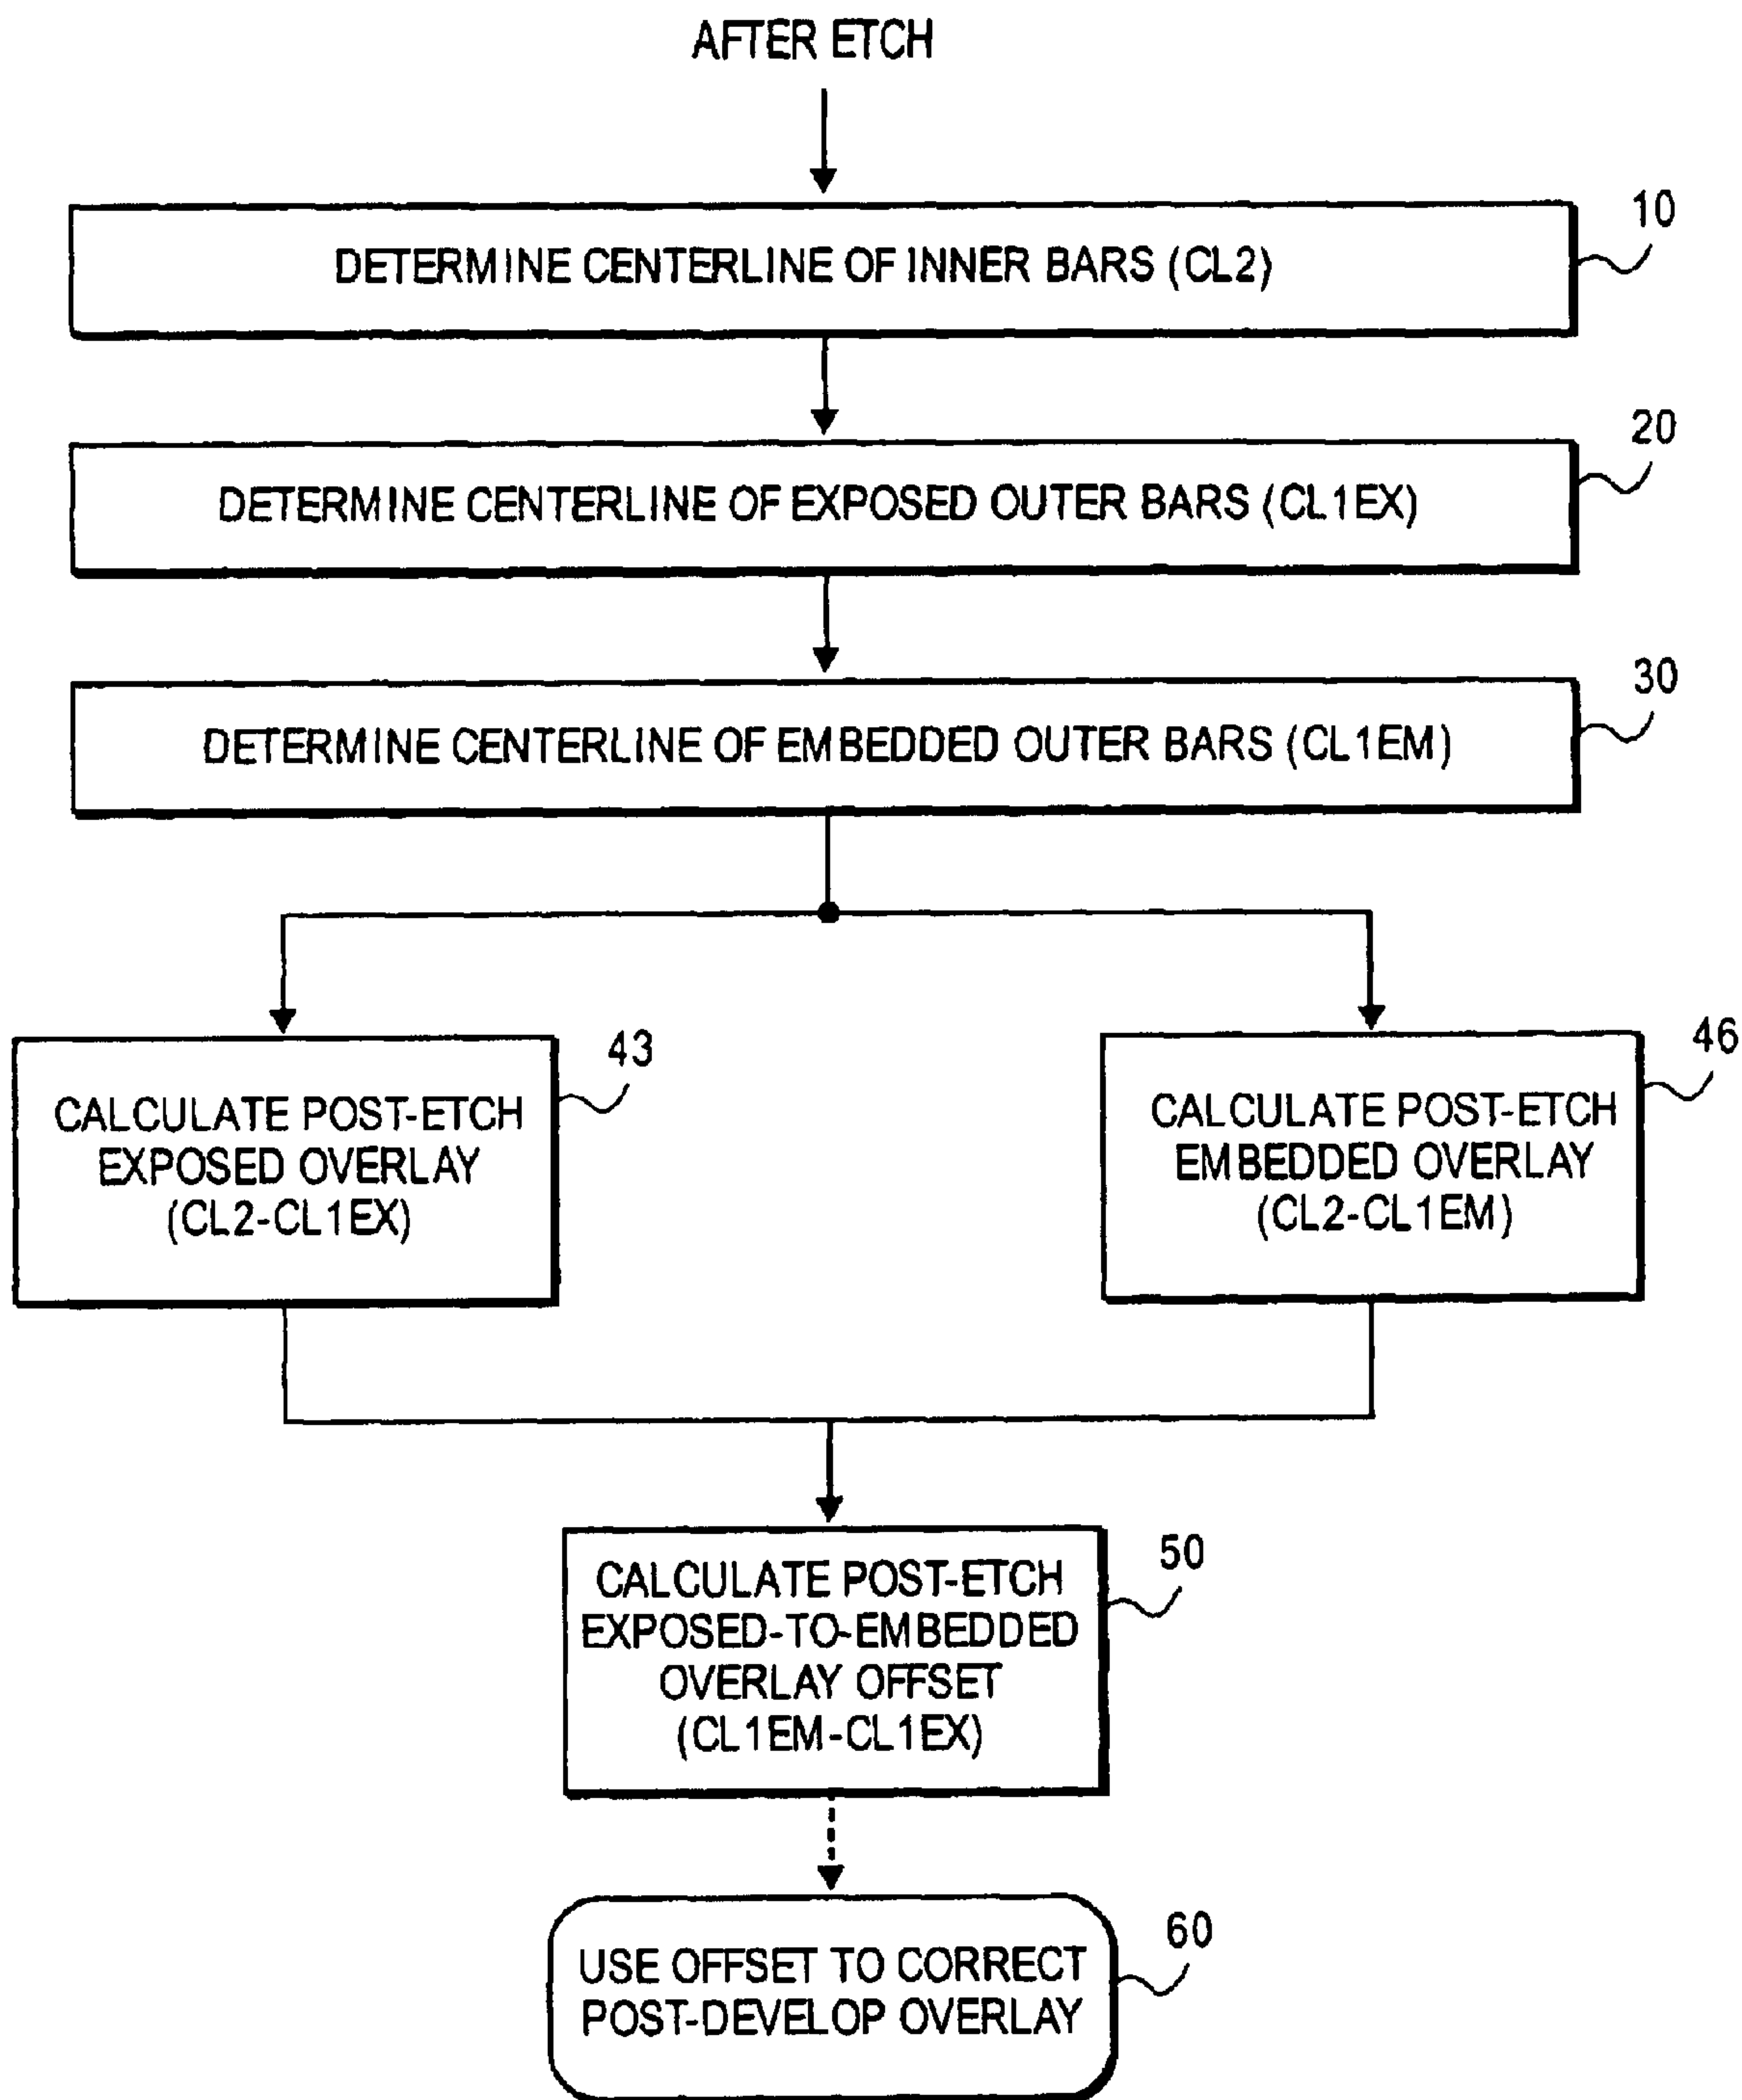 AFTER ETCH
10
DETERMINE CENTERLINE OF INNER BARS (CL2)
20
DETERMINE CENTERLINE OF EXPOSED OUTER BARS (CL1EX)
30
DETERMINE CENTERLINE OF EMBEDDED OUTER BARS (CL1EM)
43
CALCULATE POST-ETCH
EXPOSED OVERLAY
(CL2-CL1EX)
46
CALCULATE POST-ETCH
EMBEDDED OVERLAY
(CL2-CL1EM)
50
CALCULATE POST-ETCH
EXPOSED-TO-EMBEDDED
OVERLAY OFFSET
(CL1EM-CL1EX)
60
USE OFFSET TO CORRECT
POST-DEVELOP OVERLAY